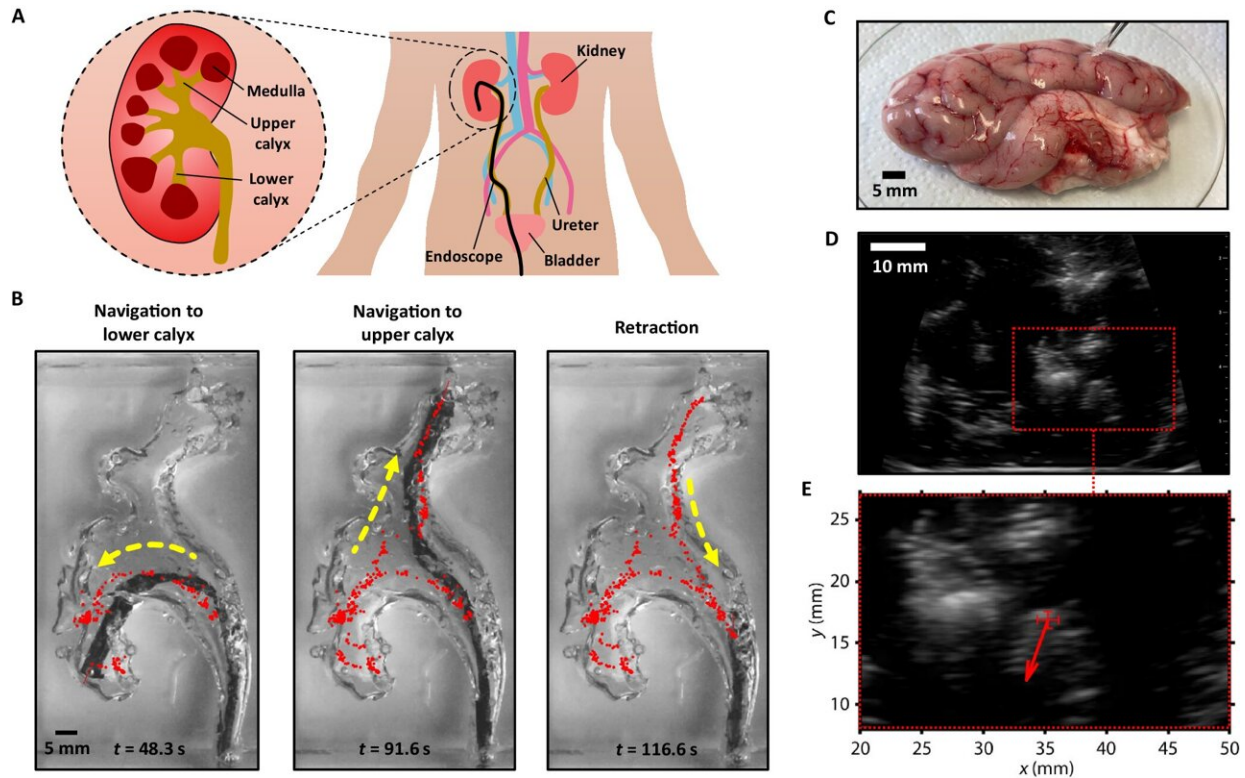 A
Medulla
Upper
calyx
Lower
calyx
Kidney
Ureter
Endoscope
Bladder
B
Navigation to
lower calyx
Navigation to
upper calyx
Retraction
5 mm
t = 48.3 s
t = 91.6 s
t = 116.6 s
C
5 mm
D
10 mm
E
25
20
15
10
y (mm)
20
25
30
35
40
45
50
x (mm)